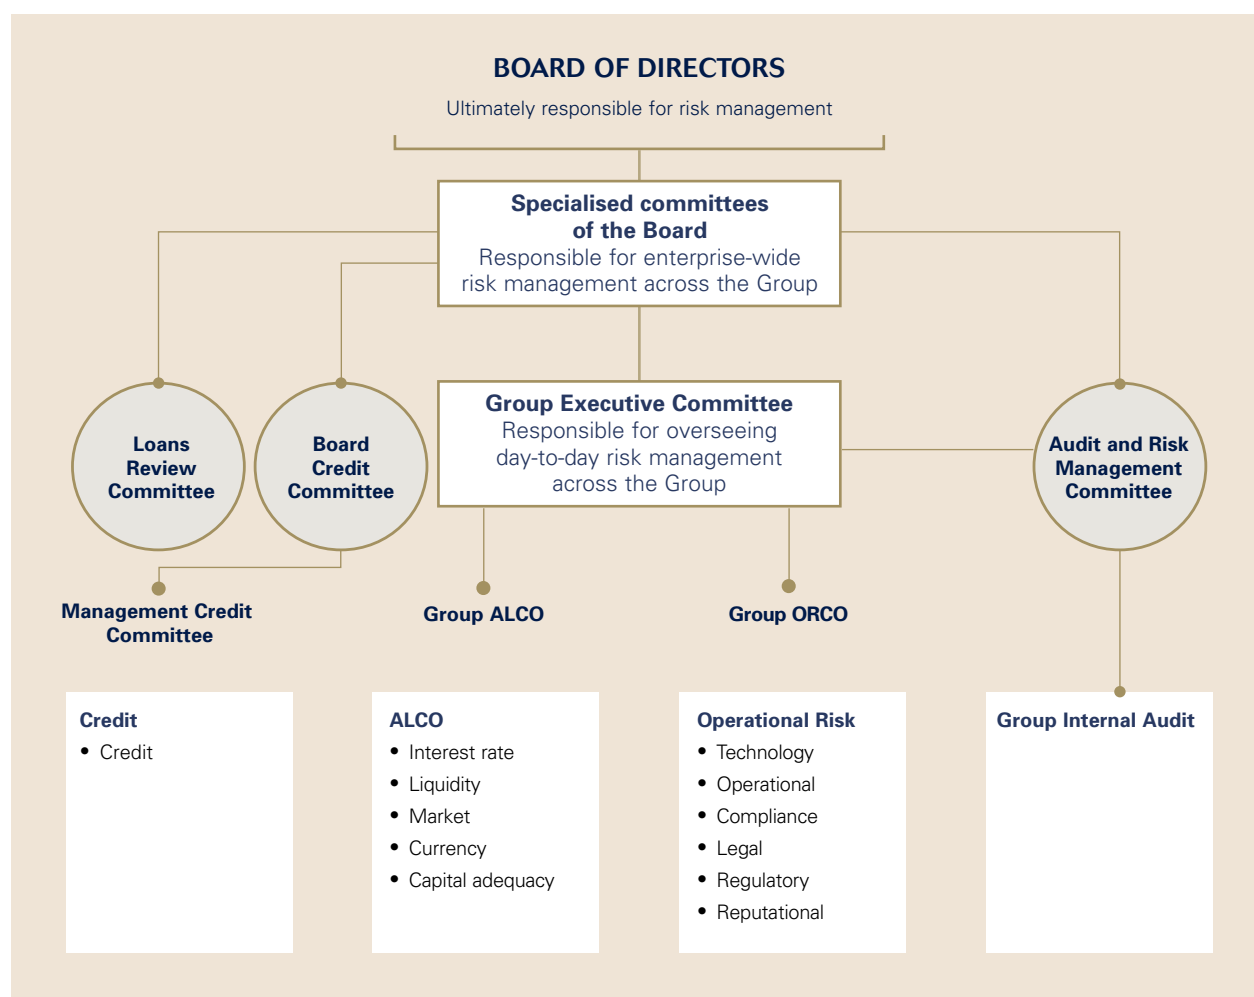 BOARD OF DIRECTORS
Ultimately responsible for risk management
Specialised committees
of the Board
Responsible for enterprise-wide
risk management across the Group
Loans
Review
Committee
Board
Credit
Committee
Group Executive Committee
Responsible for overseeing
day-to-day risk management
across the Group
Audit and Risk
Management
Committee
Management Credit
Committee
Group ALCO
Group ORCO
Credit
• Credit
ALCO
• Interest rate
• Liquidity
• Market
• Currency
• Capital adequacy
Operational Risk
• Technology
• Operational
• Compliance
• Legal
• Regulatory
• Reputational
Group Internal Audit